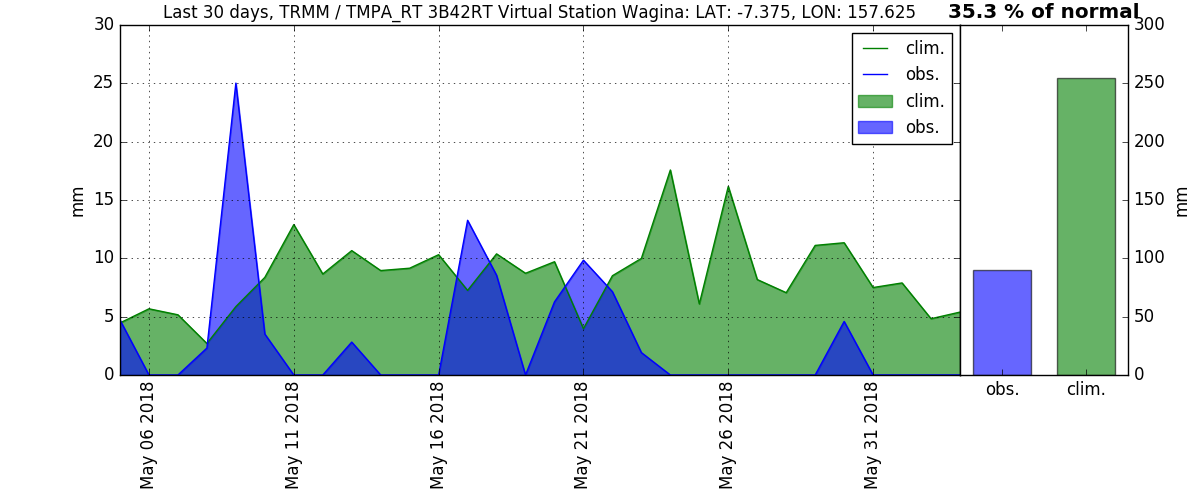 Last 30 days, TRMM / TMPA_RT 3B42RT Virtual Station Wagina: LAT: -7.375, LON: 157.625
35.3 % of normal
30
25
20
15
10
5
0
mm
clim.
obs.
clim.
obs.
May 06 2018
May 11 2018
May 16 2018
May 21 2018
May 26 2018
May 31 2018
300
250
200
150
100
50
0
mm
obs.
clim.